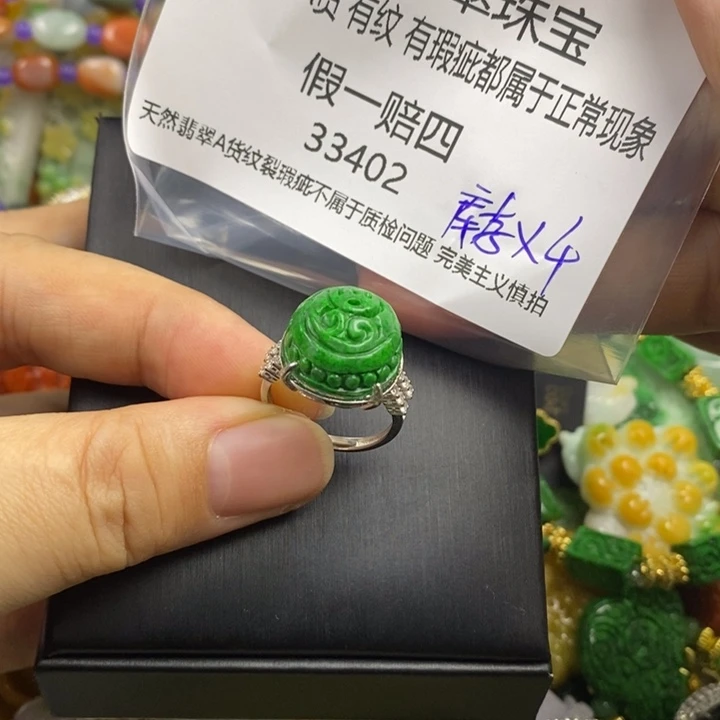 翠珠宝
质 有纹 有瑕疵都属于正常现象
假一赔四
33402
天然翡翠A货纹裂瑕疵不属于质检问题 完美主义慎拍
×4